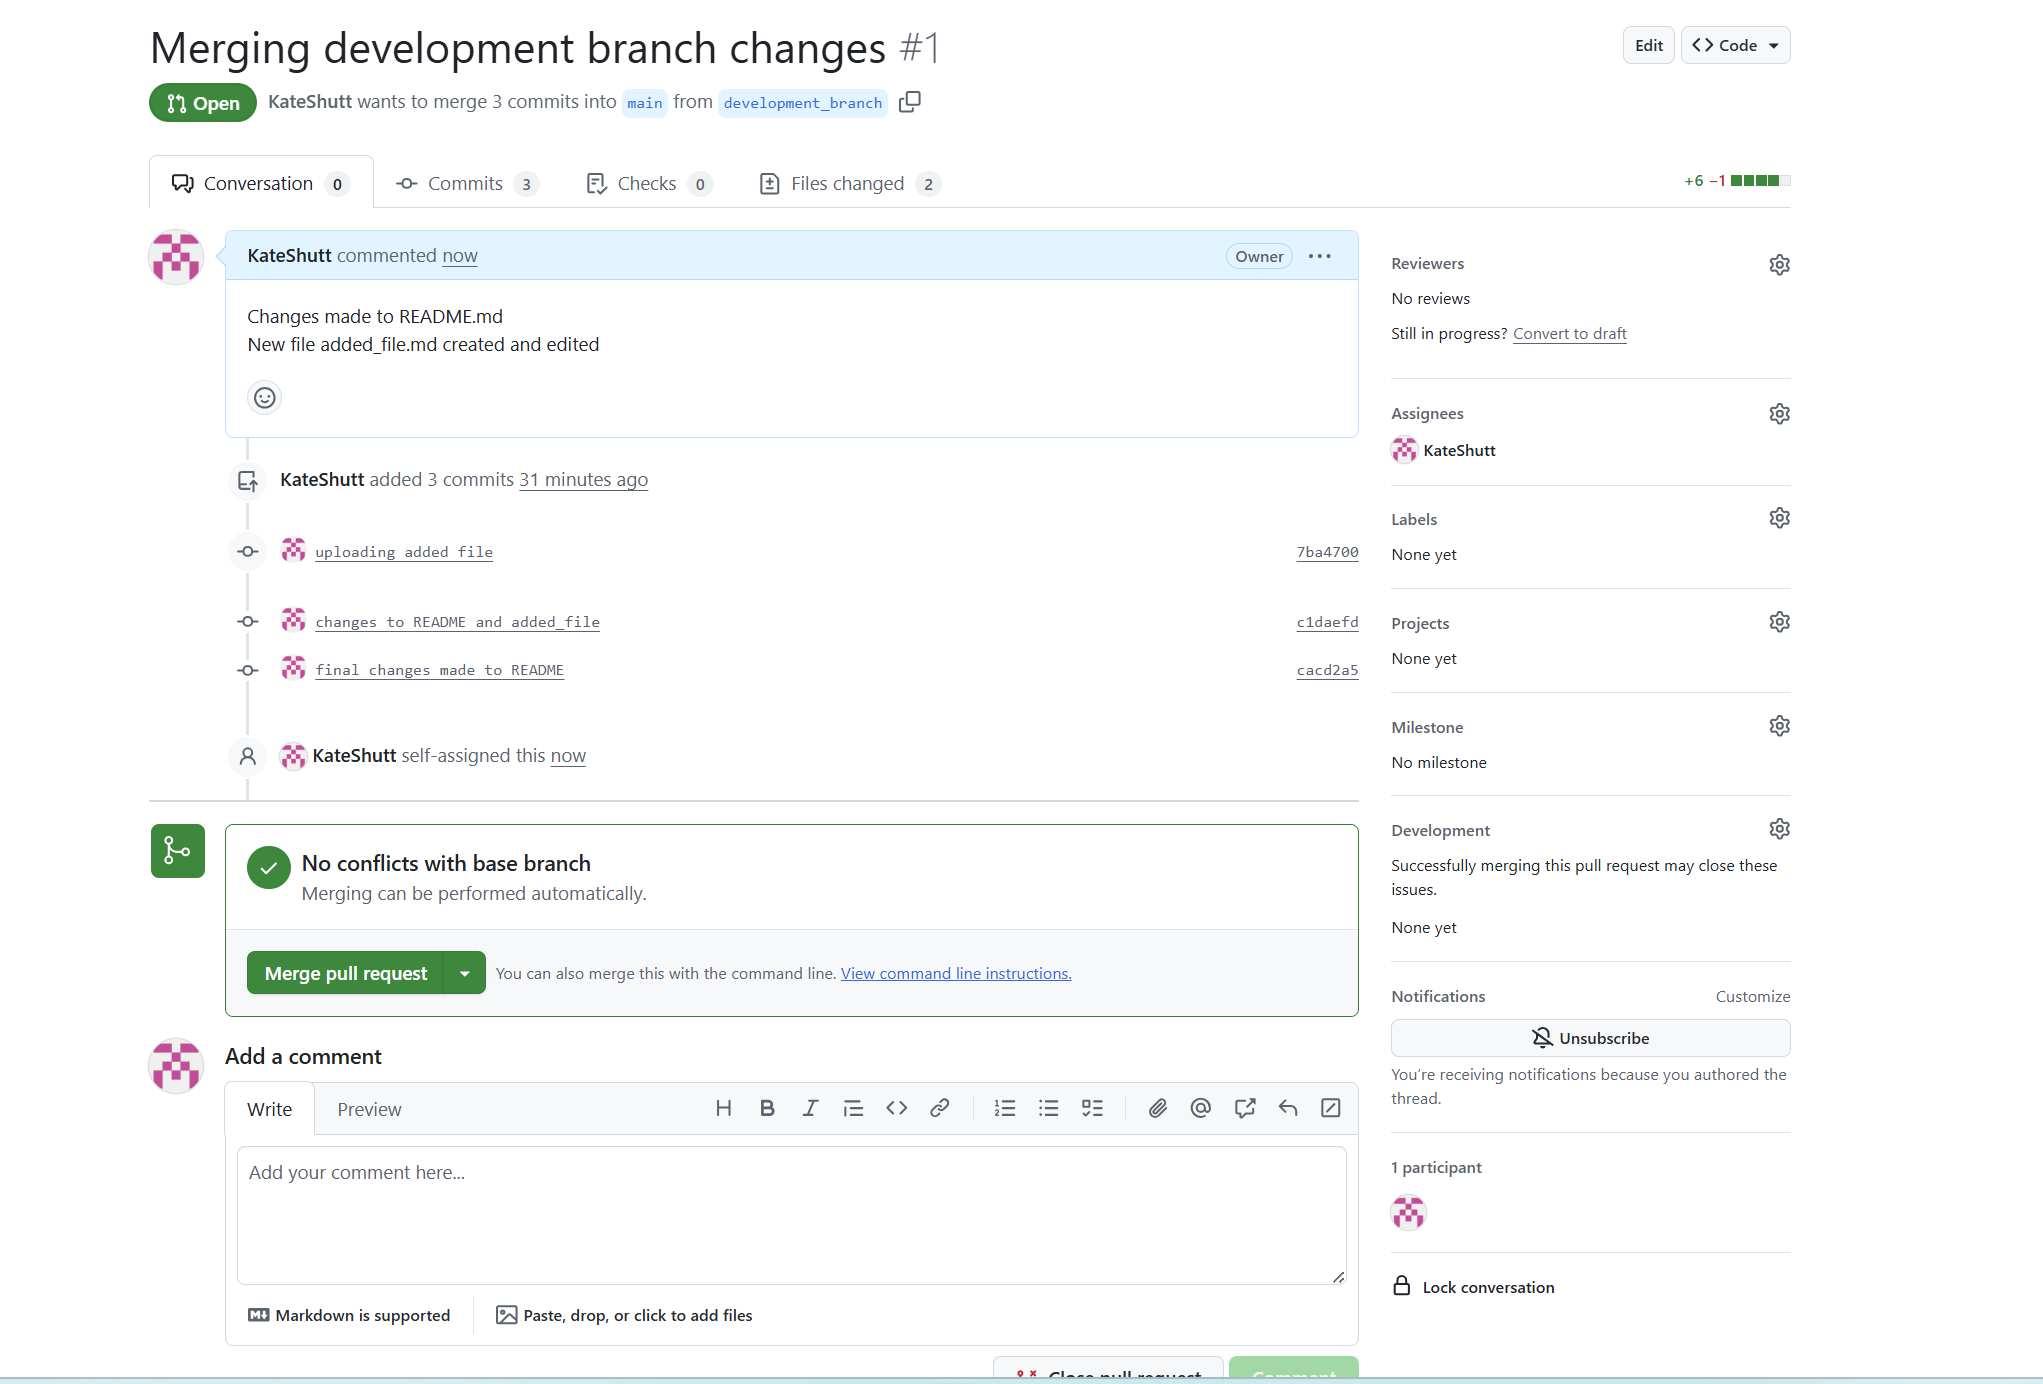 Merging development branch changes #1
Edit
Code
Open
KateShutt wants to merge 3 commits into main from development_branch
Conversation 0
Commits 3
Checks 0
Files changed 2
+6 −1
KateShutt commented now
Owner
Changes made to README.md
New file added_file.md created and edited
KateShutt added 3 commits 31 minutes ago
uploading added file
7ba4700
changes to README and added_file
c1daefd
final changes made to README
cacd2a5
KateShutt self-assigned this now
No conflicts with base branch
Merging can be performed automatically.
Merge pull request
You can also merge this with the command line. View command line instructions.
Add a comment
Write
Preview
Add your comment here...
Markdown is supported
Paste, drop, or click to add files
Close pull request
Comment
Reviewers
No reviews
Still in progress? Convert to draft
Assignees
KateShutt
Labels
None yet
Projects
None yet
Milestone
No milestone
Development
Successfully merging this pull request may close these
issues.
None yet
Notifications
Customize
Unsubscribe
You're receiving notifications because you authored the
thread.
1 participant
Lock conversation